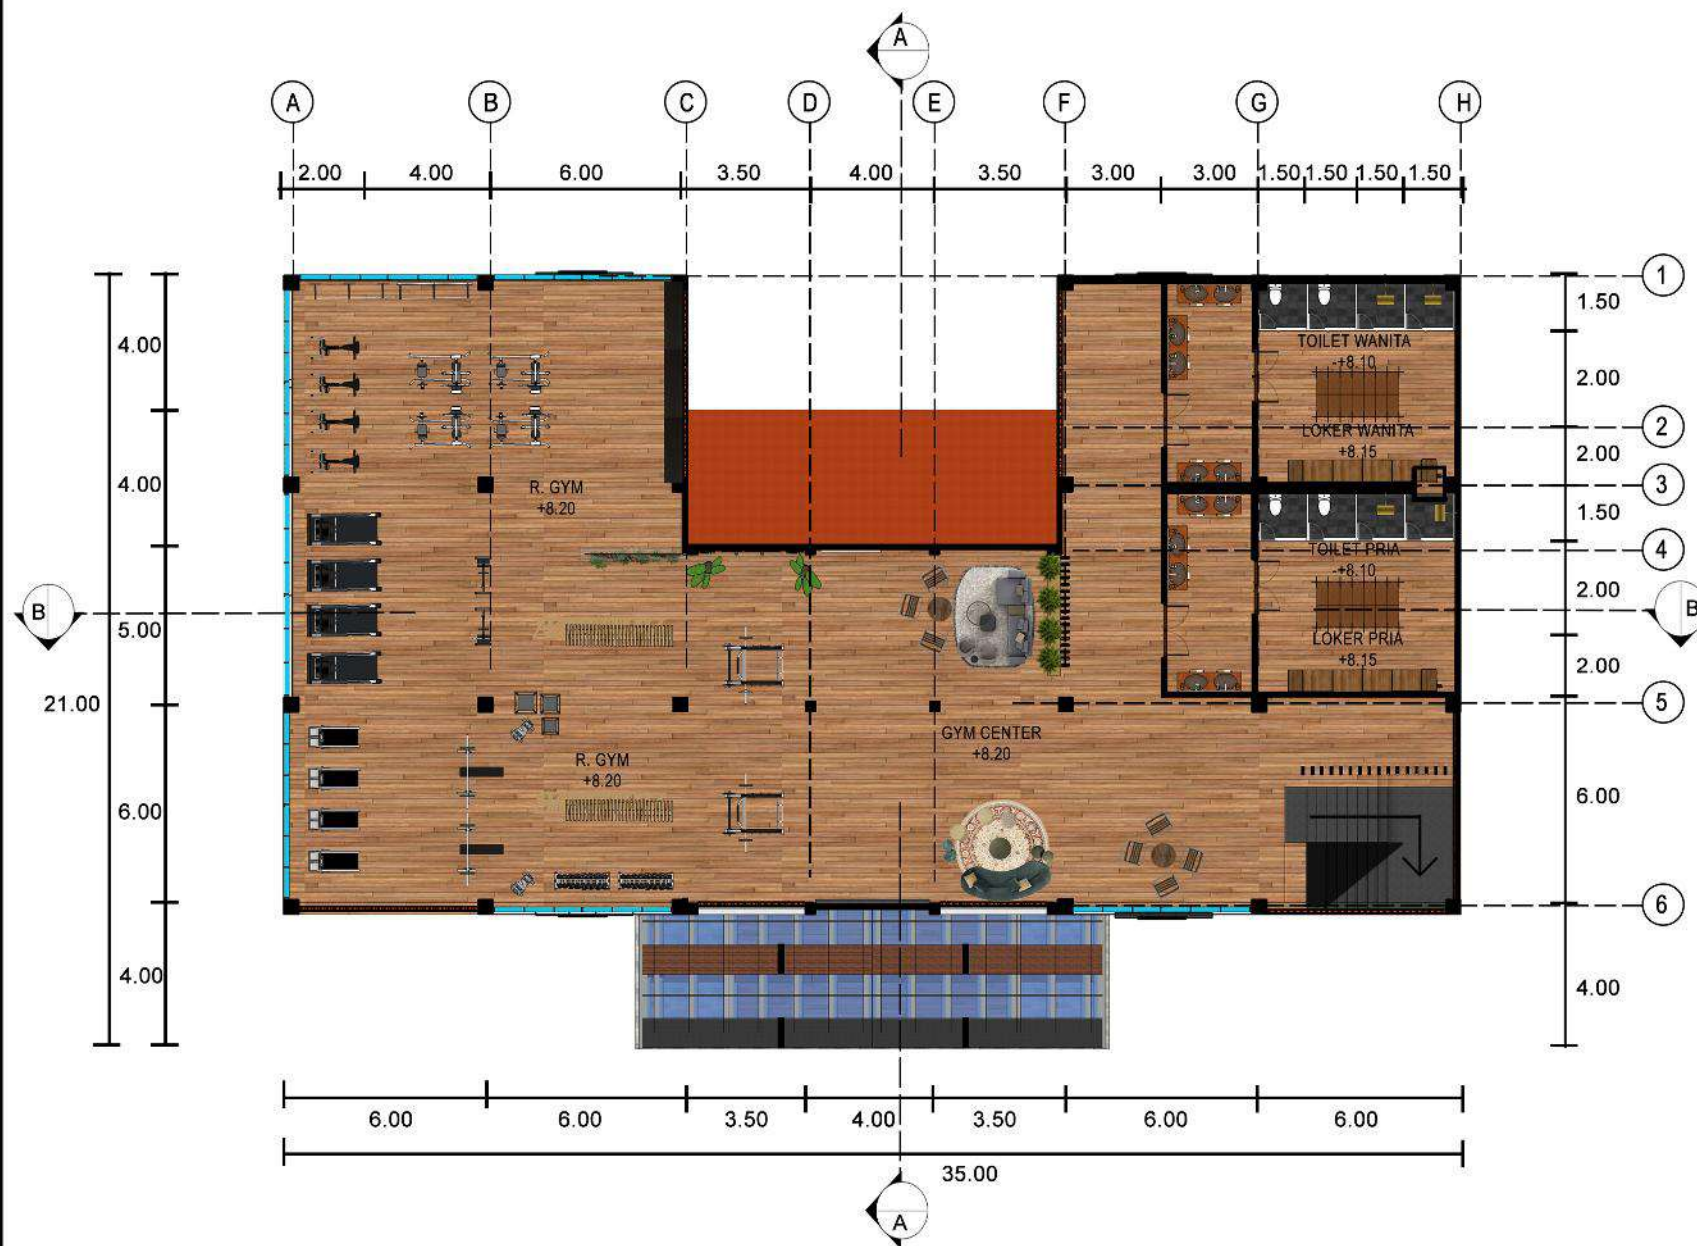 A
A B C D E F G H
2.00 4.00 6.00 3.50 4.00 3.50 3.00 3.00 1.50 1.50 1.50 1.50
1
1.50
TOILET WANITA
-+8.10
4.00
2.00
2
LOKER WANITA
+8.15
2.00
R. GYM
+8.20
4.00
3
1.50
TOILET PRIA
-+8.10
4
2.00
B
B
5.00
LOKER PRIA
+8.15
2.00
21.00
5
GYM CENTER
+8.20
R. GYM
+8.20
6.00
6.00
6
4.00
4.00
6.00 6.00 3.50 4.00 3.50 6.00 6.00
35.00
A